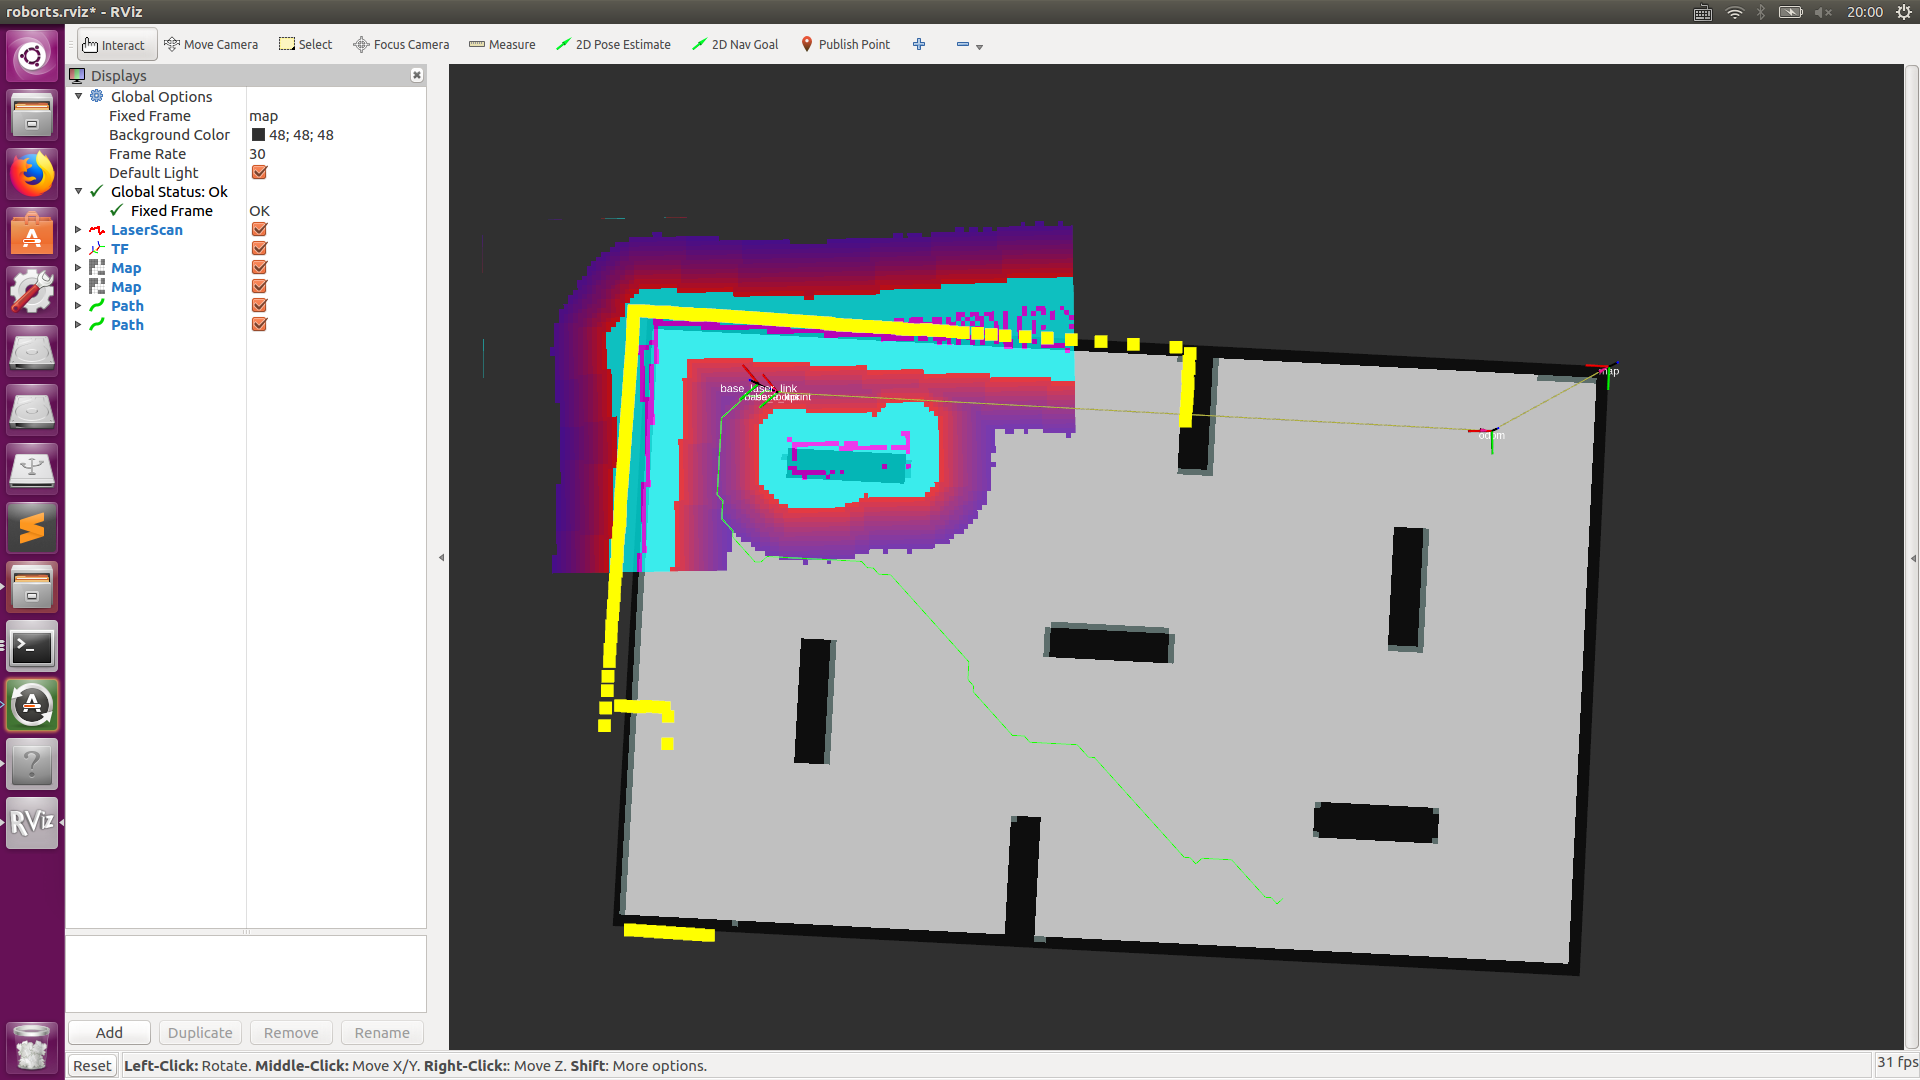 roborts.rviz* - RViz
20:00
Interact
Move Camera
Select
Focus Camera
Measure
2D Pose Estimate
2D Nav Goal
Publish Point
Displays
Global Options
Fixed Frame map
Background Color 48; 48; 48
Frame Rate 30
Default Light
Global Status: Ok
Fixed Frame OK
LaserScan
TF
Map
Map
Path
Path
base_laser_link
map
odom
RViz
Add
Duplicate
Remove
Rename
Reset
Left-Click: Rotate. Middle-Click: Move X/Y. Right-Click:: Move Z. Shift: More options.
31 fps